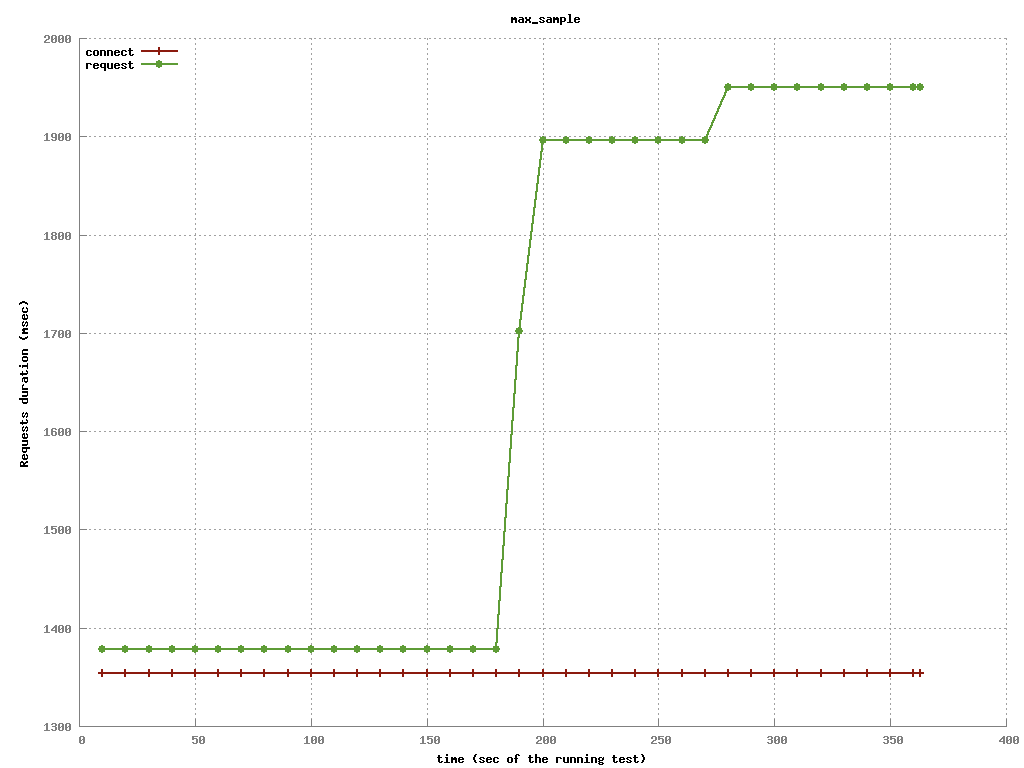 max_sample
connect
request
2000
1900
1800
1700
1600
1500
1400
1300
Requests duration (msec)
0 50 100 150 200 250 300 350 400
time (sec of the running test)